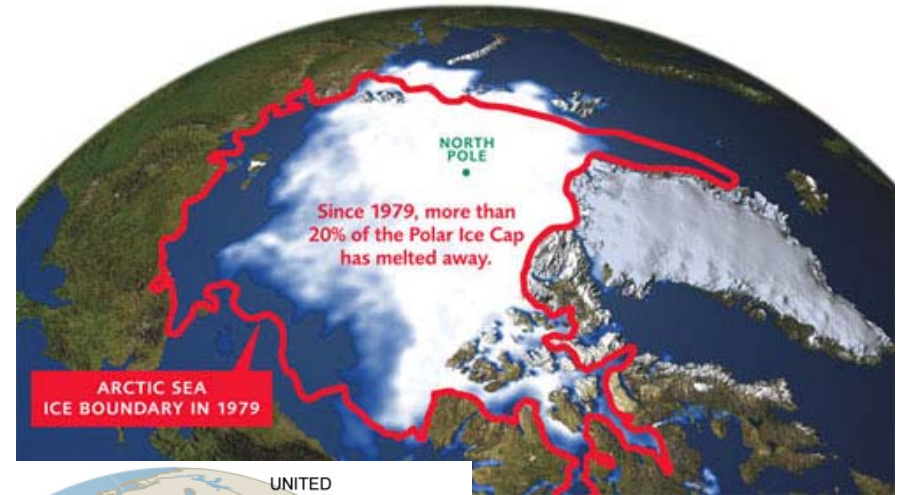 NORTH
POLE
Since 1979, more than
20% of the Polar Ice Cap
has melted away.
ARCTIC SEA
ICE BOUNDARY IN 1979
UNITED